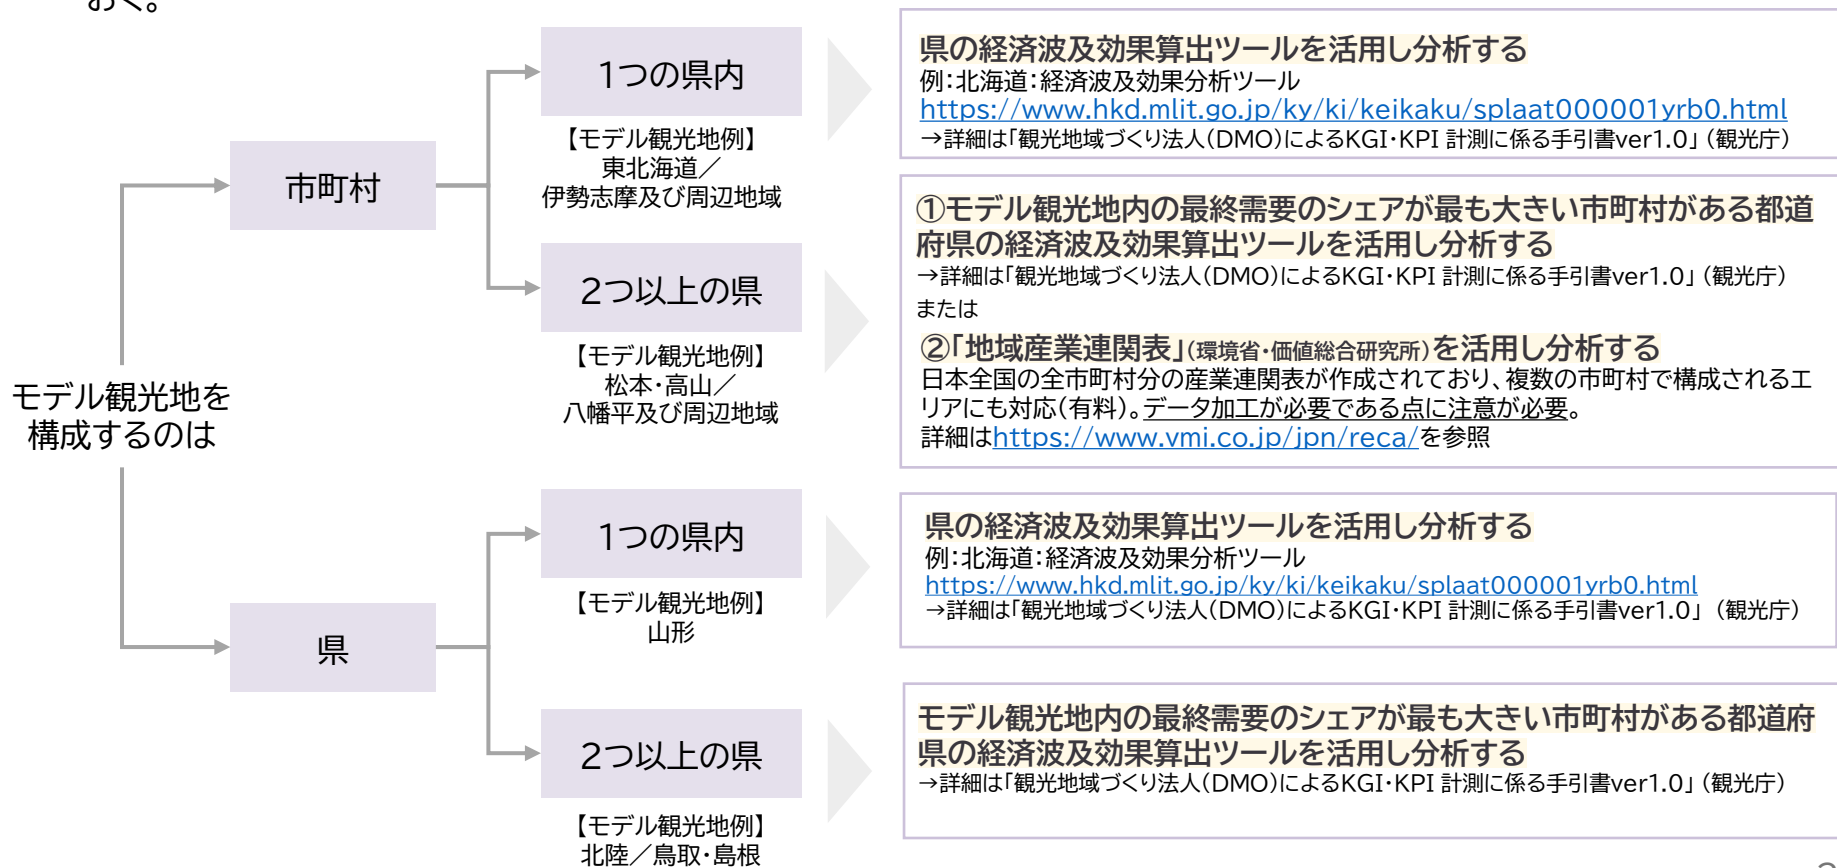 おく。
モデル観光地を
構成するのは
市町村
1つの県内
【モデル観光地例】
東北海道／
伊勢志摩及び周辺地域
県の経済波及効果算出ツールを活用し分析する
例:北海道:経済波及効果分析ツール
https://www.hkd.mlit.go.jp/ky/ki/keikaku/splaat000001yrb0.html
→詳細は「観光地域づくり法人(DMO)によるKGI・KPI 計測に係る手引書ver1.0」（観光庁）
2つ以上の県
【モデル観光地例】
松本・高山／
八幡平及び周辺地域
①モデル観光地内の最終需要のシェアが最も大きい市町村がある都道
府県の経済波及効果算出ツールを活用し分析する
→詳細は「観光地域づくり法人(DMO)によるKGI・KPI 計測に係る手引書ver1.0」（観光庁）
または
②「地域産業連関表」(環境省・価値総合研究所)を活用し分析する
日本全国の全市町村分の産業連関表が作成されており、複数の市町村で構成されるエ
リアにも対応(有料)。データ加工が必要である点に注意が必要。
詳細はhttps://www.vmi.co.jp/jpn/reca/を参照
県
1つの県内
【モデル観光地例】
山形
県の経済波及効果算出ツールを活用し分析する
例:北海道:経済波及効果分析ツール
https://www.hkd.mlit.go.jp/ky/ki/keikaku/splaat000001yrb0.html
→詳細は「観光地域づくり法人(DMO)によるKGI・KPI 計測に係る手引書ver1.0」（観光庁）
2つ以上の県
【モデル観光地例】
北陸／鳥取・島根
モデル観光地内の最終需要のシェアが最も大きい市町村がある都道府
県の経済波及効果算出ツールを活用し分析する
→詳細は「観光地域づくり法人(DMO)によるKGI・KPI 計測に係る手引書ver1.0」（観光庁）